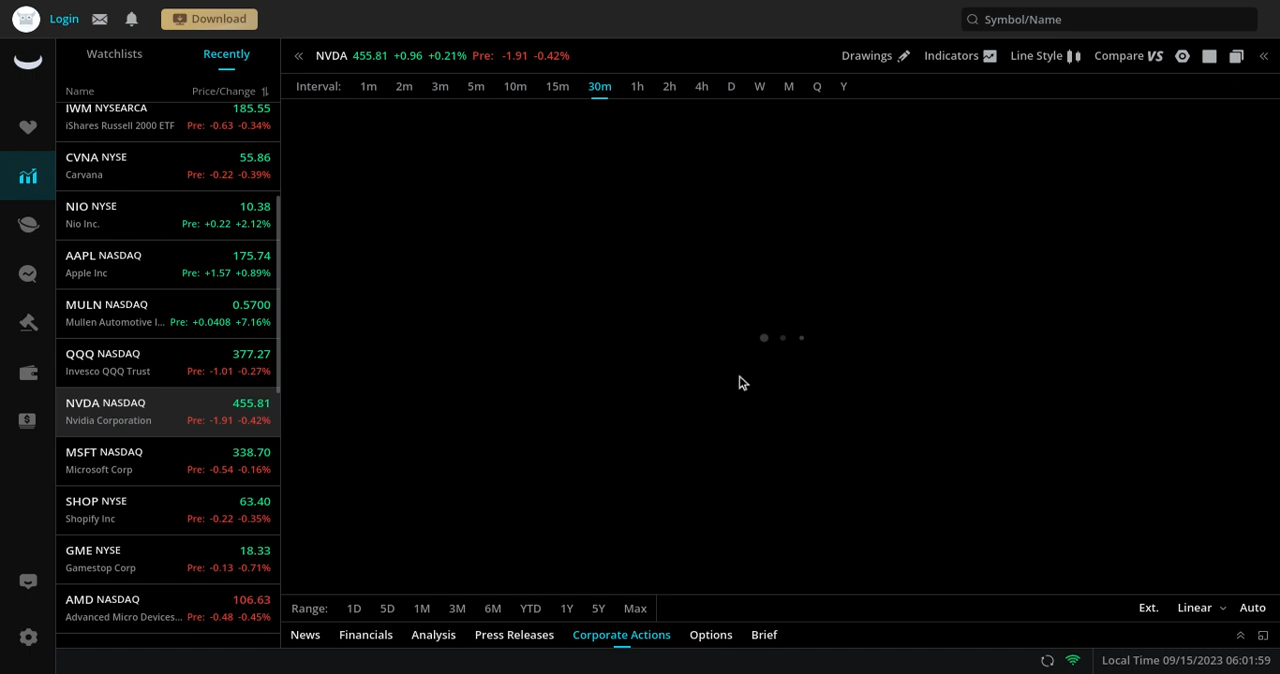 Login
Download
Symbol/Name
Watchlists
Recently
NVDA 455.81 +0.96 +0.21% Pre: -1.91 -0.42%
Drawings
Indicators
Line Style
Compare VS
Name
Price/Change
Interval:
1m
2m
3m
5m
10m
15m
30m
1h
2h
4h
D
W
M
Q
Y
IWM NYSEARCA 185.55
iShares Russell 2000 ETF Pre: -0.63 -0.34%
CVNA NYSE 55.86
Carvana Pre: -0.22 -0.39%
NIO NYSE 10.38
Nio Inc. Pre: +0.22 +2.12%
AAPL NASDAQ 175.74
Apple Inc Pre: +1.57 +0.89%
MULN NASDAQ 0.5700
Mullen Automotive I... Pre: +0.0408 +7.16%
QQQ NASDAQ 377.27
Invesco QQQ Trust Pre: -1.01 -0.27%
NVDA NASDAQ 455.81
Nvidia Corporation Pre: -1.91 -0.42%
MSFT NASDAQ 338.70
Microsoft Corp Pre: -0.54 -0.16%
SHOP NYSE 63.40
Shopify Inc Pre: -0.22 -0.35%
GME NYSE 18.33
Gamestop Corp Pre: -0.13 -0.71%
AMD NASDAQ 106.63
Advanced Micro Devices... Pre: -0.48 -0.45%
Range:
1D
5D
1M
3M
6M
YTD
1Y
5Y
Max
Ext.
Linear
Auto
News
Financials
Analysis
Press Releases
Corporate Actions
Options
Brief
Local Time 09/15/2023 06:01:59